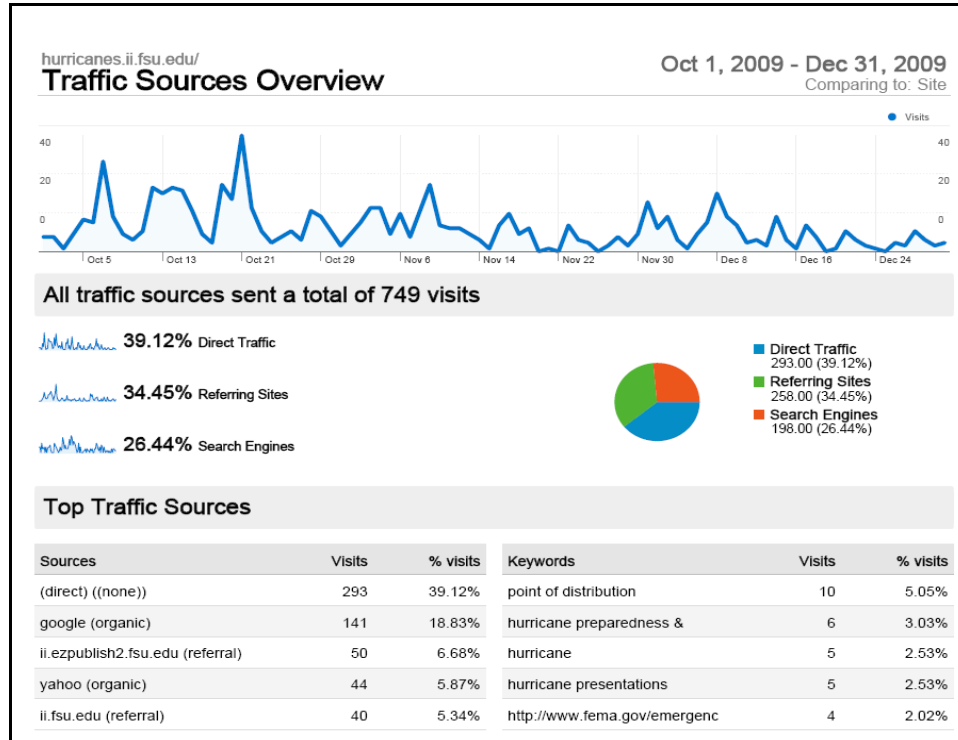 hurricanes.ii.fsu.edu/
Traffic Sources Overview
Oct 1, 2009 - Dec 31, 2009
Comparing to: Site
Visits
40 40
20 20
0 0
Oct 5 Oct 13 Oct 21 Oct 29 Nov 6 Nov 14 Nov 22 Nov 30 Dec 8 Dec 16 Dec 24
All traffic sources sent a total of 749 visits
39.12% Direct Traffic
34.45% Referring Sites
26.44% Search Engines
Direct Traffic
293.00 (39.12%)
Referring Sites
258.00 (34.45%)
Search Engines
198.00 (26.44%)
Top Traffic Sources
Sources Visits % visits
(direct) ((none)) 293 39.12%
google (organic) 141 18.83%
ii.ezpublish2.fsu.edu (referral) 50 6.68%
yahoo (organic) 44 5.87%
ii.fsu.edu (referral) 40 5.34%
Keywords Visits % visits
point of distribution 10 5.05%
hurricane preparedness & 6 3.03%
hurricane 5 2.53%
hurricane presentations 5 2.53%
http://www.fema.gov/emergenc 4 2.02%